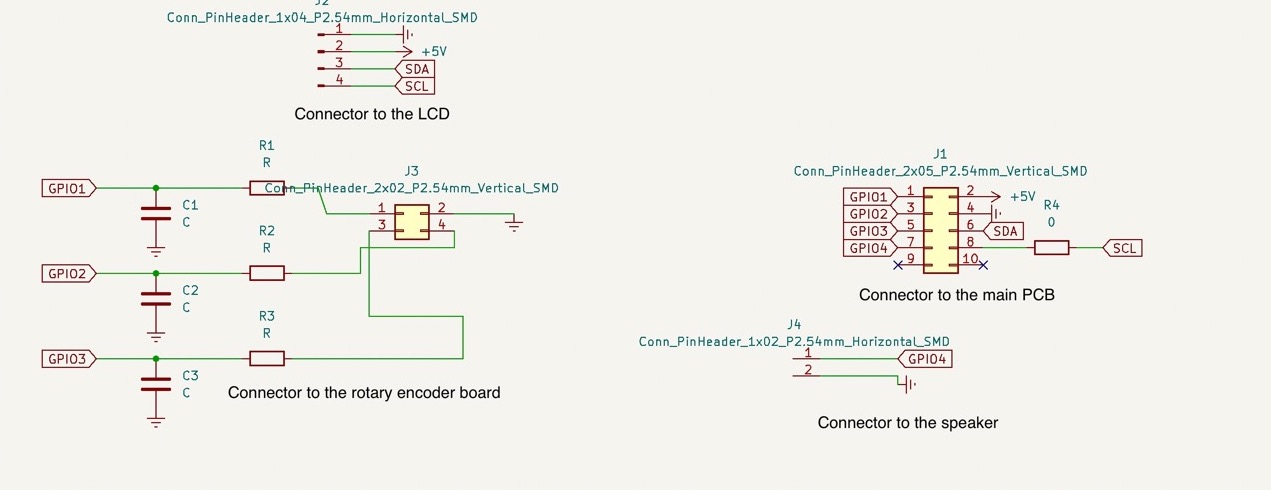 J2
Conn_PinHeader_1x04_P2.54mm_Horizontal_SMD
1
2 +5V
3 SDA
4 SCL
Connector to the LCD
R1
R
J3
Conn_PinHeader_2x02_P2.54mm_Vertical_SMD
GPIO1
1 2
3 4
C1
C
R2
R
GPIO2
C2
C
R3
R
GPIO3
C3
C
Connector to the rotary encoder board
J1
Conn_PinHeader_2x05_P2.54mm_Vertical_SMD
GPIO1 1 2 +5V
GPIO2 3 4
GPIO3 5 6 SDA
GPIO4 7 8 SCL
9 10
R4
0
Connector to the main PCB
J4
Conn_PinHeader_1x02_P2.54mm_Horizontal_SMD
1 GPIO4
2
Connector to the speaker